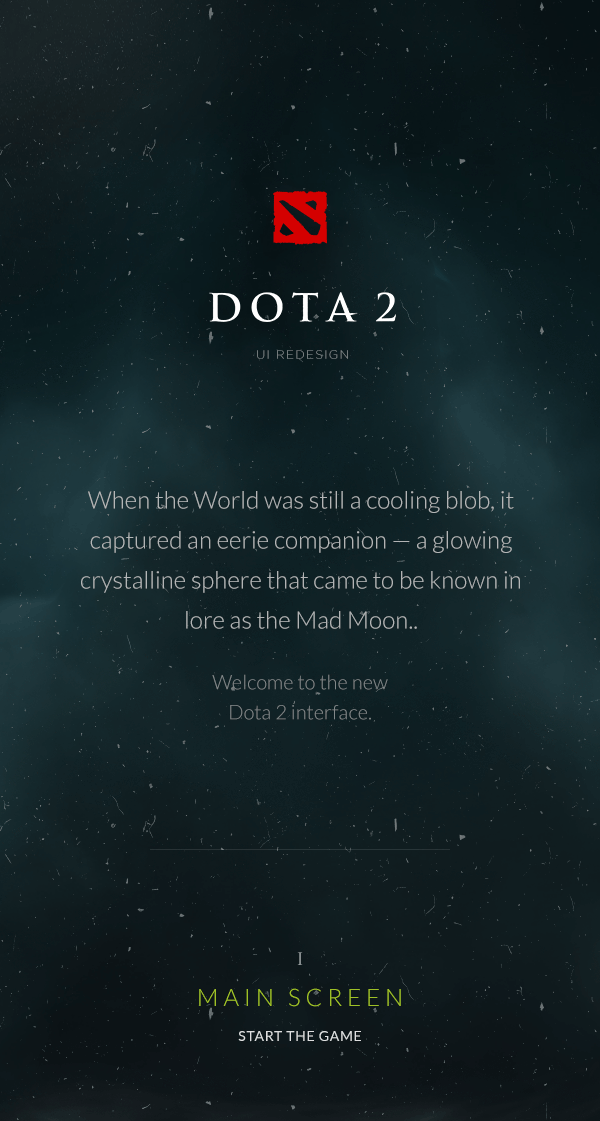 DOTA 2
UI REDESIGN
When the World was still a cooling blob, it
captured an eerie companion — a glowing
crystalline sphere that came to be known in
lore as the Mad Moon..
Welcome to the new
Dota 2 interface.
I
MAIN SCREEN
START THE GAME